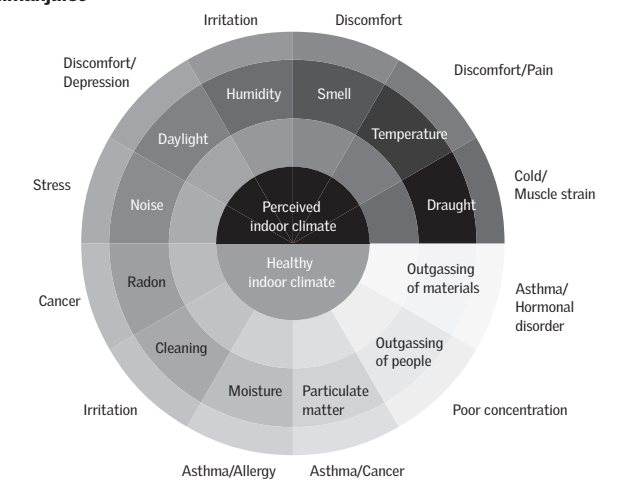 Irritation
Discomfort
Discomfort/
Depression
Discomfort/Pain
Humidity
Smell
Daylight
Temperature
Stress
Noise
Draught
Cold/
Muscle strain
Perceived
indoor climate
Healthy
indoor climate
Radon
Outgassing
of materials
Cancer
Asthma/
Hormonal
disorder
Cleaning
Outgassing
of people
Moisture
Particulate
matter
Irritation
Poor concentration
Asthma/Allergy
Asthma/Cancer